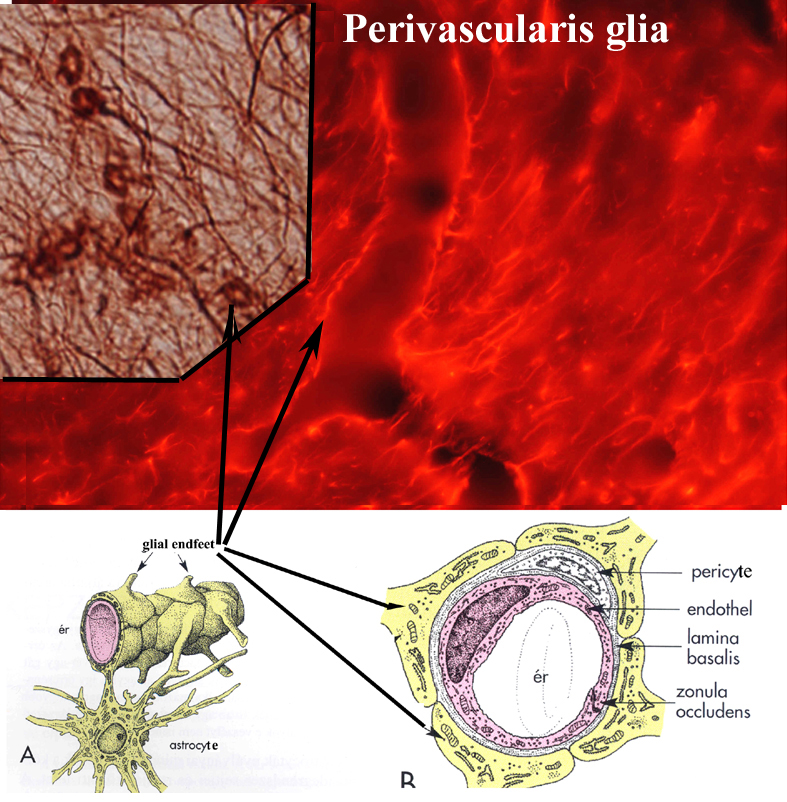 Perivascularis glia
glial endfeet
ér
astrocyte
A
pericyte
endothel
lamina
basalis
zonula
occludens
ér
B